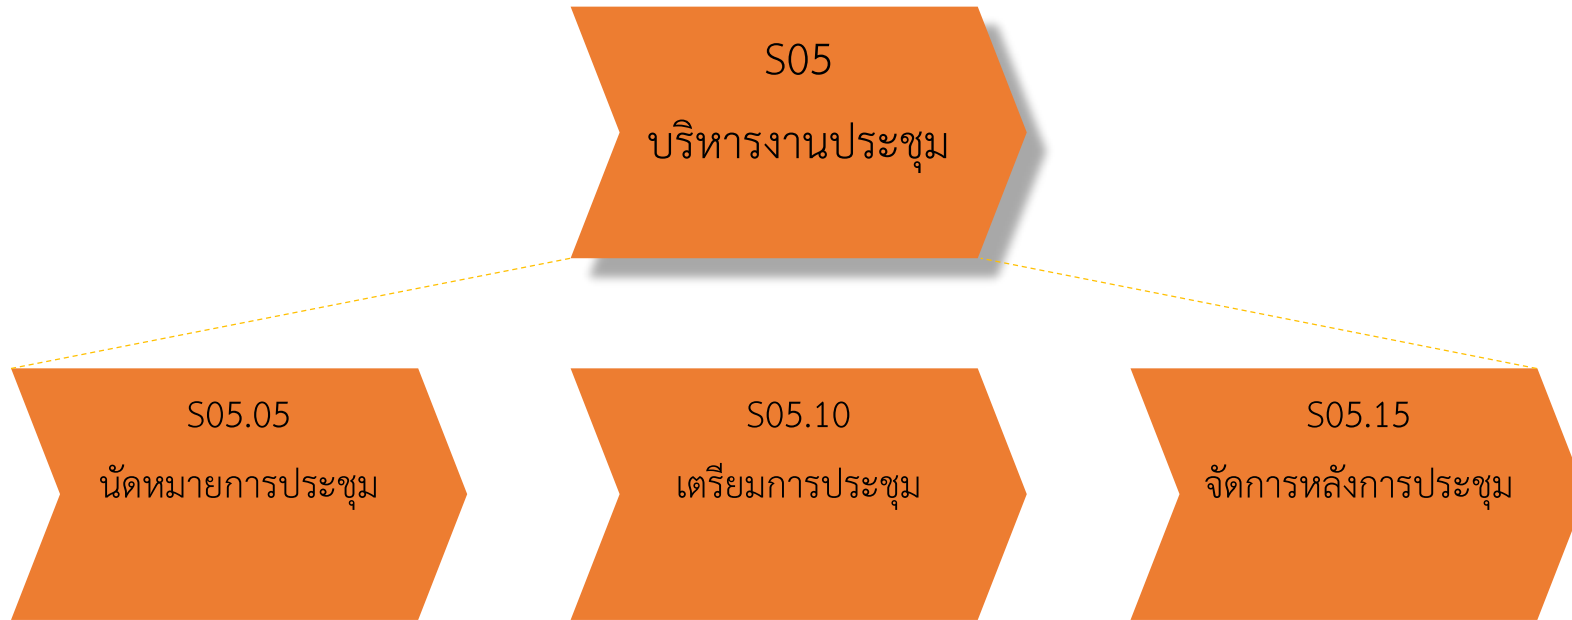 S05
บริหารงานประชุม
S05.05
นัดหมายการประชุม
S05.10
เตรียมการประชุม
S05.15
จัดการหลังการประชุม